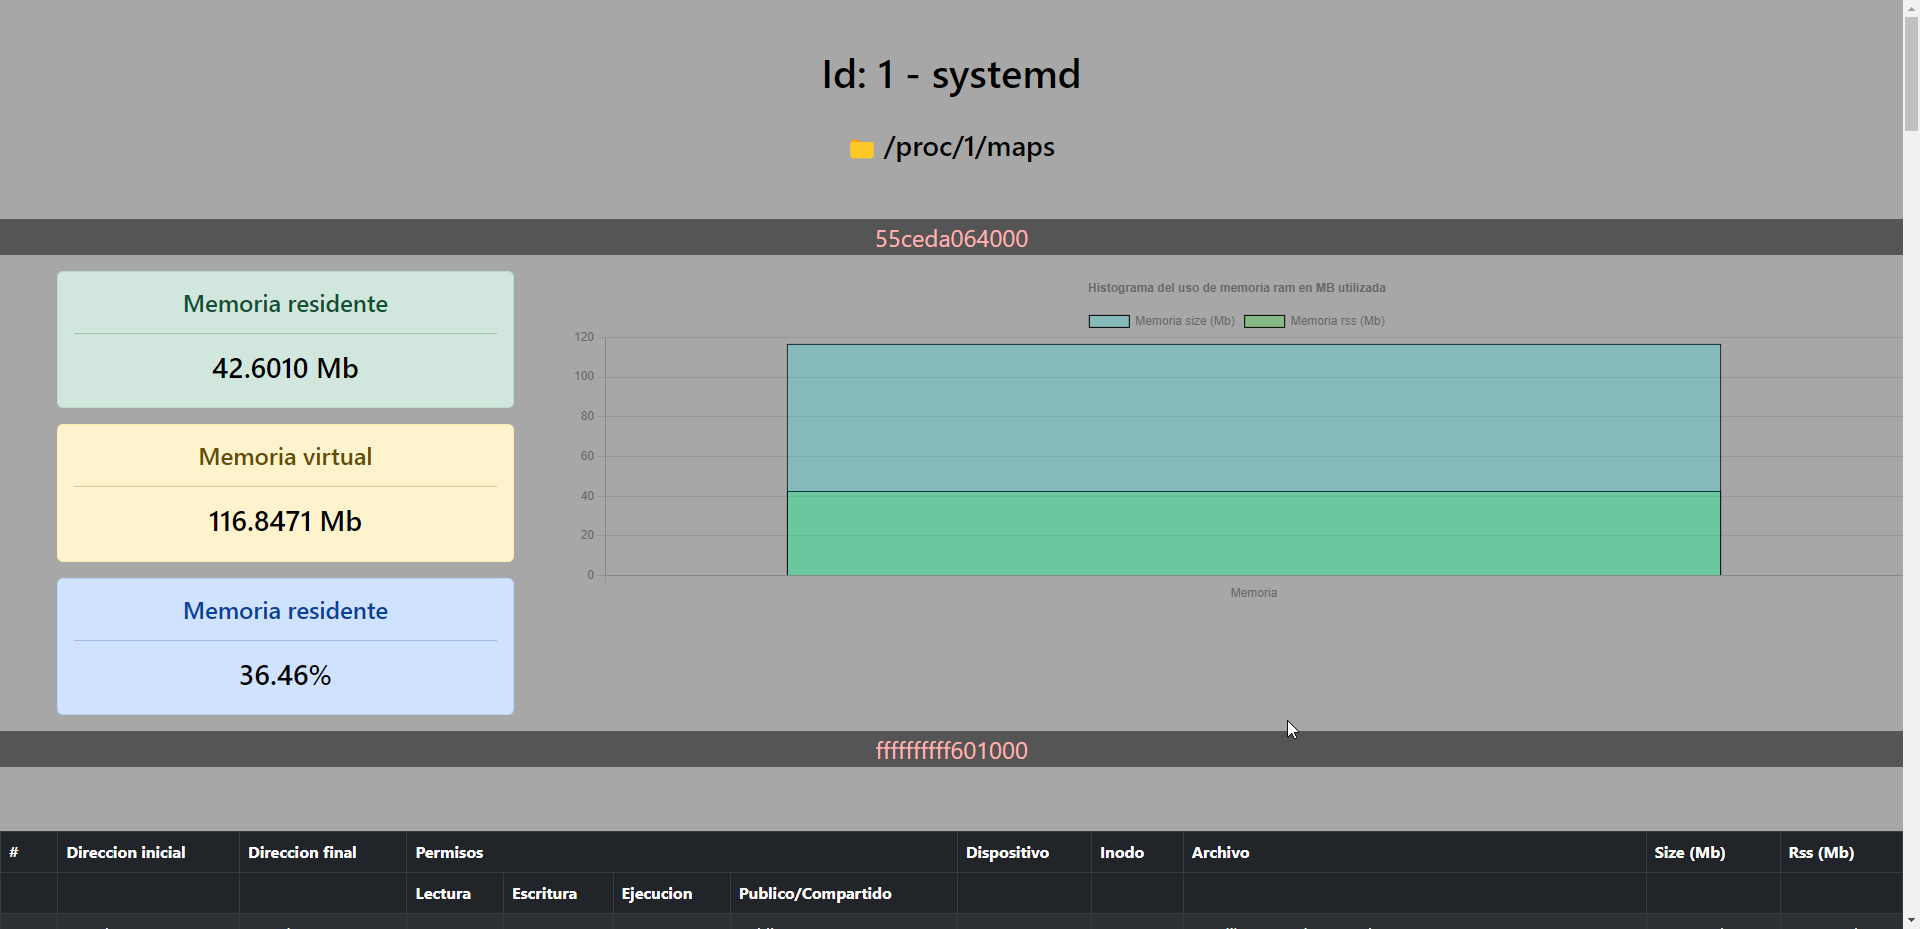 Id: 1 - systemd
/proc/1/maps
55ceda064000
Memoria residente
42.6010 Mb
Memoria virtual
116.8471 Mb
Memoria residente
36.46%
Histograma del uso de memoria ram en MB utilizada
Memoria size (Mb) Memoria rss (Mb)
120
100
80
60
40
20
0
Memoria
ffffffffff601000
# Direccion inicial Direccion final Permisos Dispositivo Inodo Archivo Size (Mb) Rss (Mb)
Lectura Escritura Ejecucion Publico/Compartido